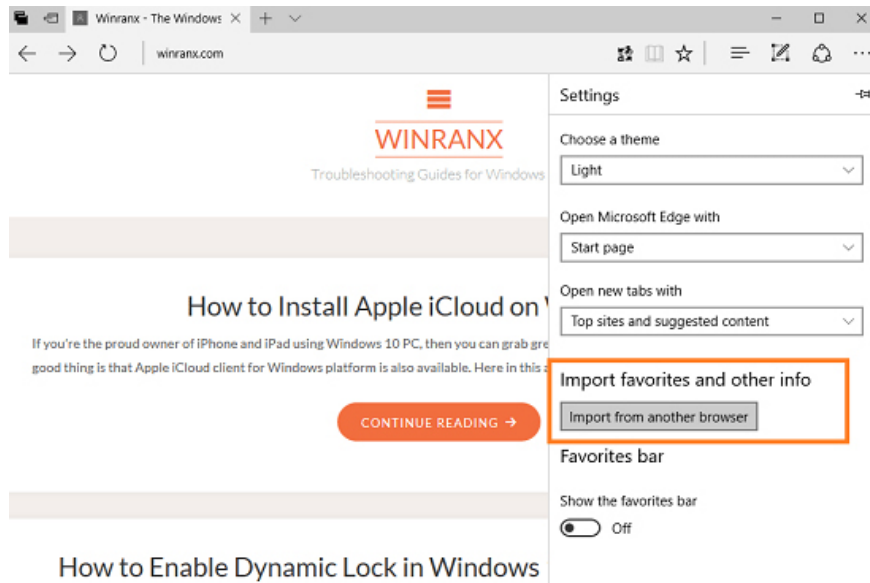 Winranx - The Windows
winranx.com
WINRANX
Troubleshooting Guides for Windows
How to Install Apple iCloud on
If you're the proud owner of iPhone and iPad using Windows 10 PC, then you can grab gre
good thing is that Apple iCloud client for Windows platform is also available. Here in this
CONTINUE READING →
How to Enable Dynamic Lock in Windows
Settings
Choose a theme
Light
Open Microsoft Edge with
Start page
Open new tabs with
Top sites and suggested content
Import favorites and other info
Import from another browser
Favorites bar
Show the favorites bar
Off